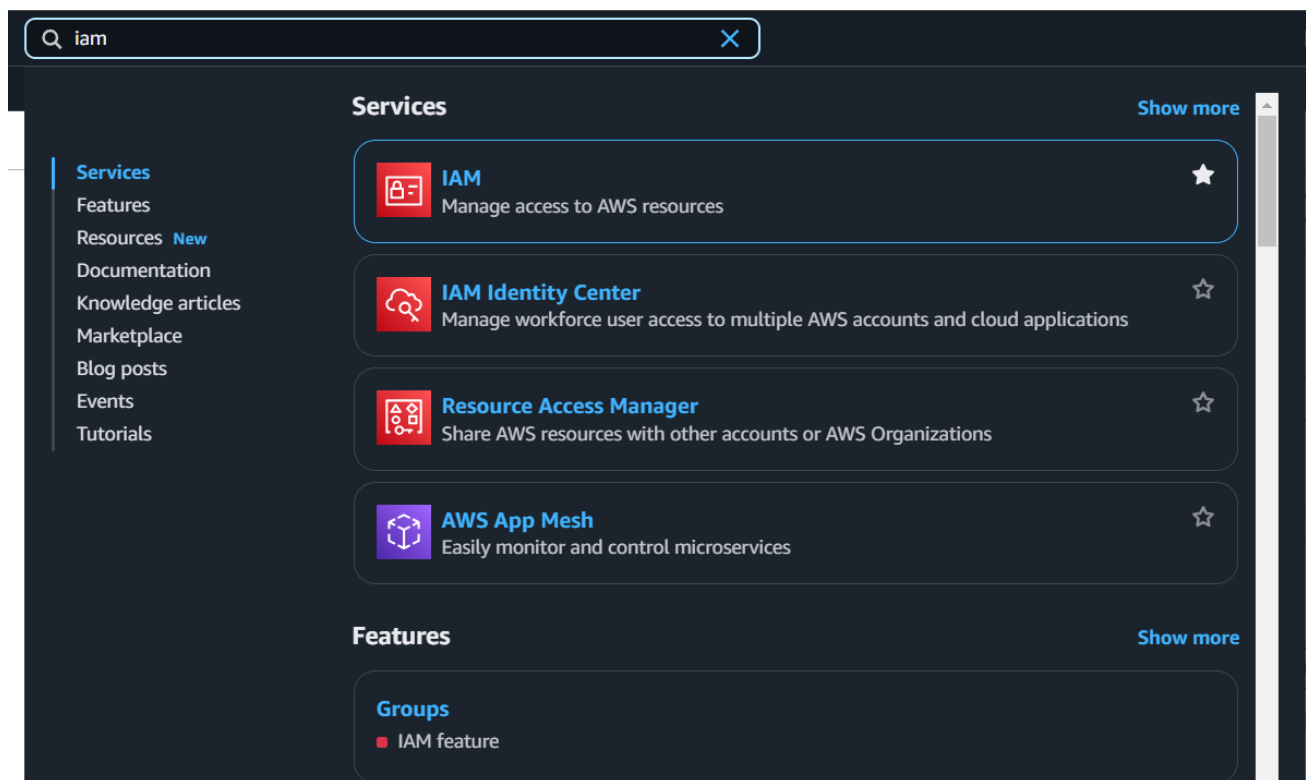 iam
Services
Features
Resources New
Documentation
Knowledge articles
Marketplace
Blog posts
Events
Tutorials
Services
Show more
IAM
Manage access to AWS resources
IAM Identity Center
Manage workforce user access to multiple AWS accounts and cloud applications
Resource Access Manager
Share AWS resources with other accounts or AWS Organizations
AWS App Mesh
Easily monitor and control microservices
Features
Show more
Groups
IAM feature